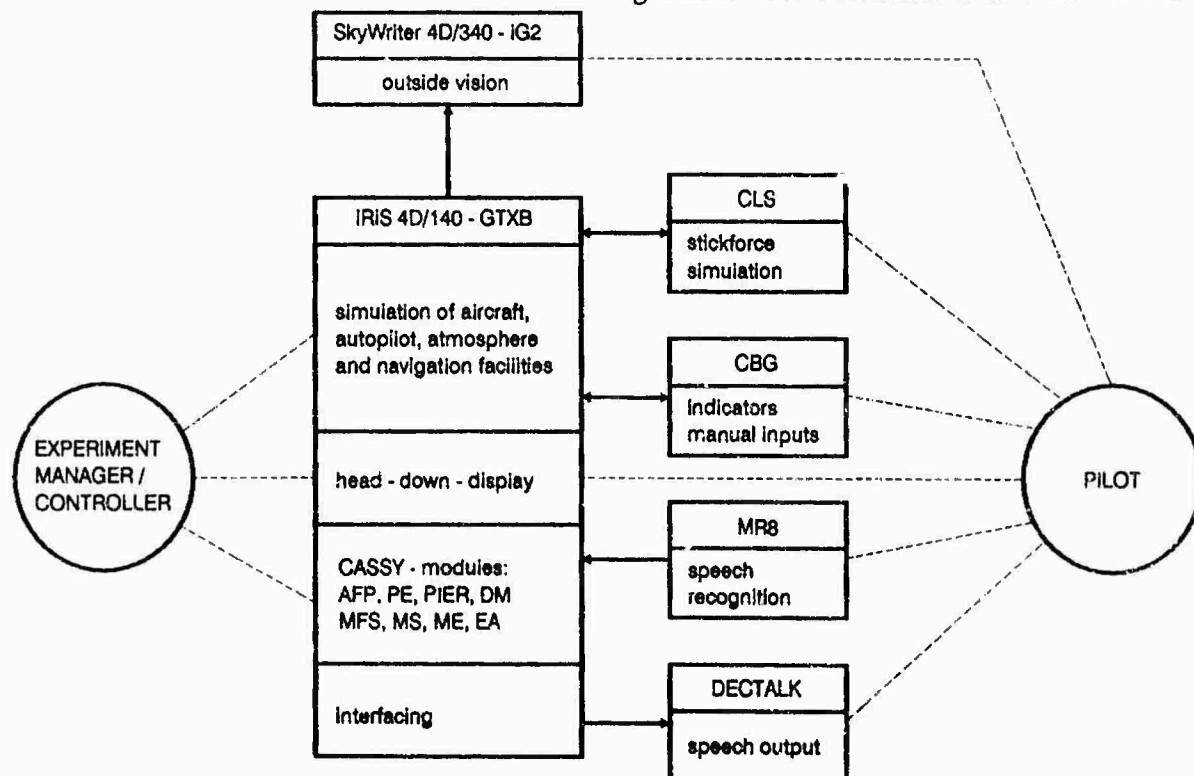 SkyWriter 4D/340 - IG2
outside vision
IRIS 4D/140 - GTXB
simulation of aircraft,
autopilot, atmosphere
and navigation facilities
head - down - display
CASSY - modules:
AFP, PE, PIER, DM
MFS, MS, ME, EA
Interfacing
CLS
stickforce
simulation
CBG
indicators
manual inputs
MR8
speech
recognition
DECTALK
speech output
EXPERIMENT
MANAGER /
CONTROLLER
PILOT